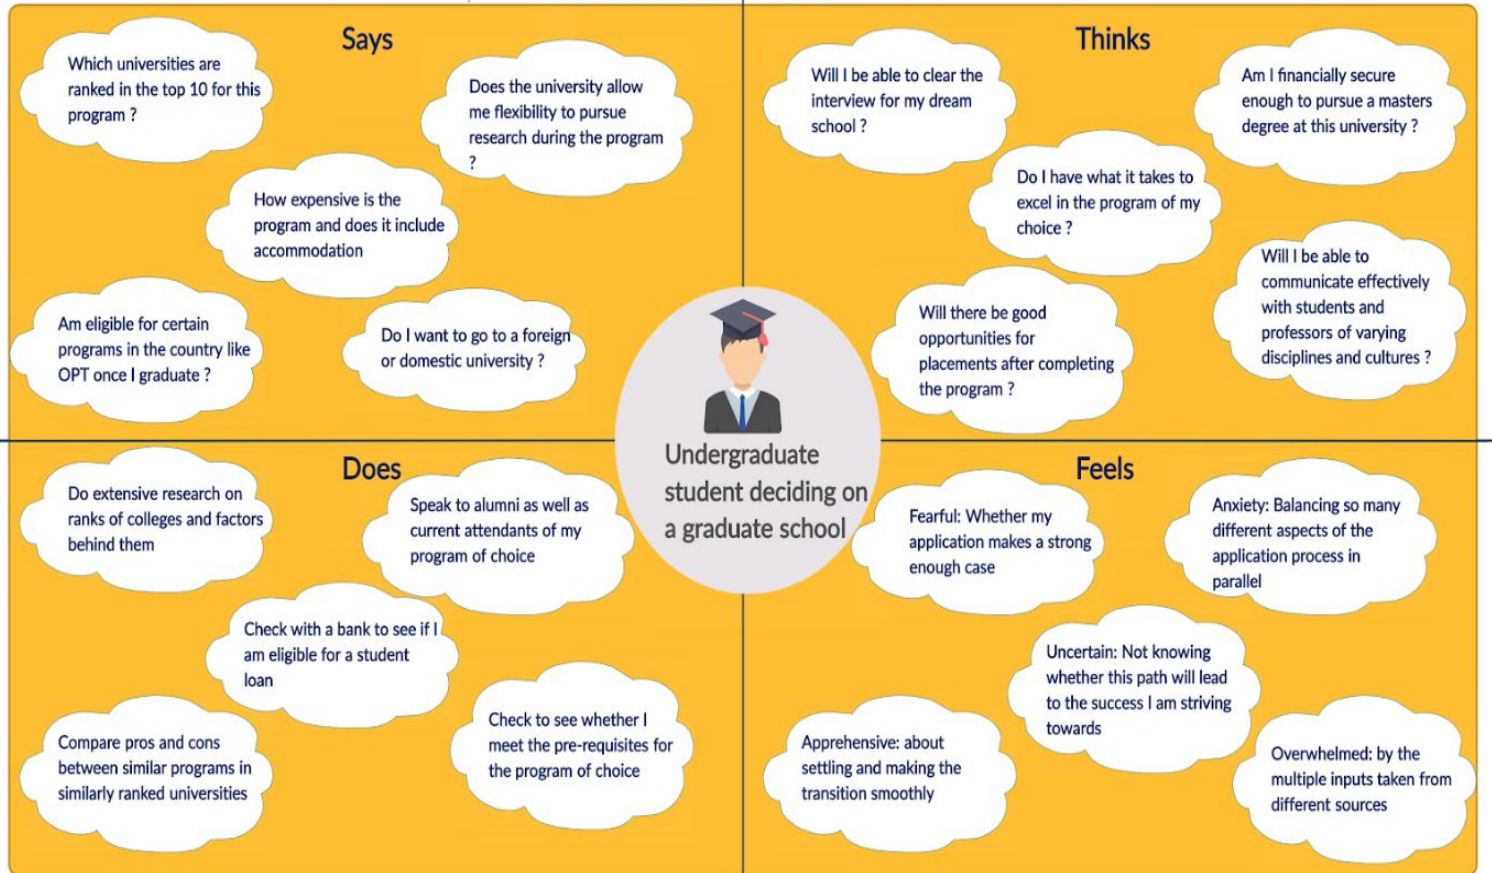 Says
Which universities are
ranked in the top 10 for this
program ?
Does the university allow
me flexibility to pursue
research during the program
?
How expensive is the
program and does it include
accommodation
Am eligible for certain
programs in the country like
OPT once I graduate ?
Do I want to go to a foreign
or domestic university ?
Thinks
Will I be able to clear the
interview for my dream
school ?
Am I financially secure
enough to pursue a masters
degree at this university ?
Do I have what it takes to
excel in the program of my
choice ?
Will there be good
opportunities for
placements after completing
the program ?
Will I be able to
communicate effectively
with students and
professors of varying
disciplines and cultures ?
Undergraduate
student deciding on
a graduate school
Does
Do extensive research on
ranks of colleges and factors
behind them
Speak to alumni as well as
current attendants of my
program of choice
Check with a bank to see if I
am eligible for a student
loan
Compare pros and cons
between similar programs in
similarly ranked universities
Check to see whether I
meet the pre-requisites for
the program of choice
Feels
Fearful: Whether my
application makes a strong
enough case
Anxiety: Balancing so many
different aspects of the
application process in
parallel
Uncertain: Not knowing
whether this path will lead
to the success I am striving
towards
Apprehensive: about
settling and making the
transition smoothly
Overwhelmed: by the
multiple inputs taken from
different sources